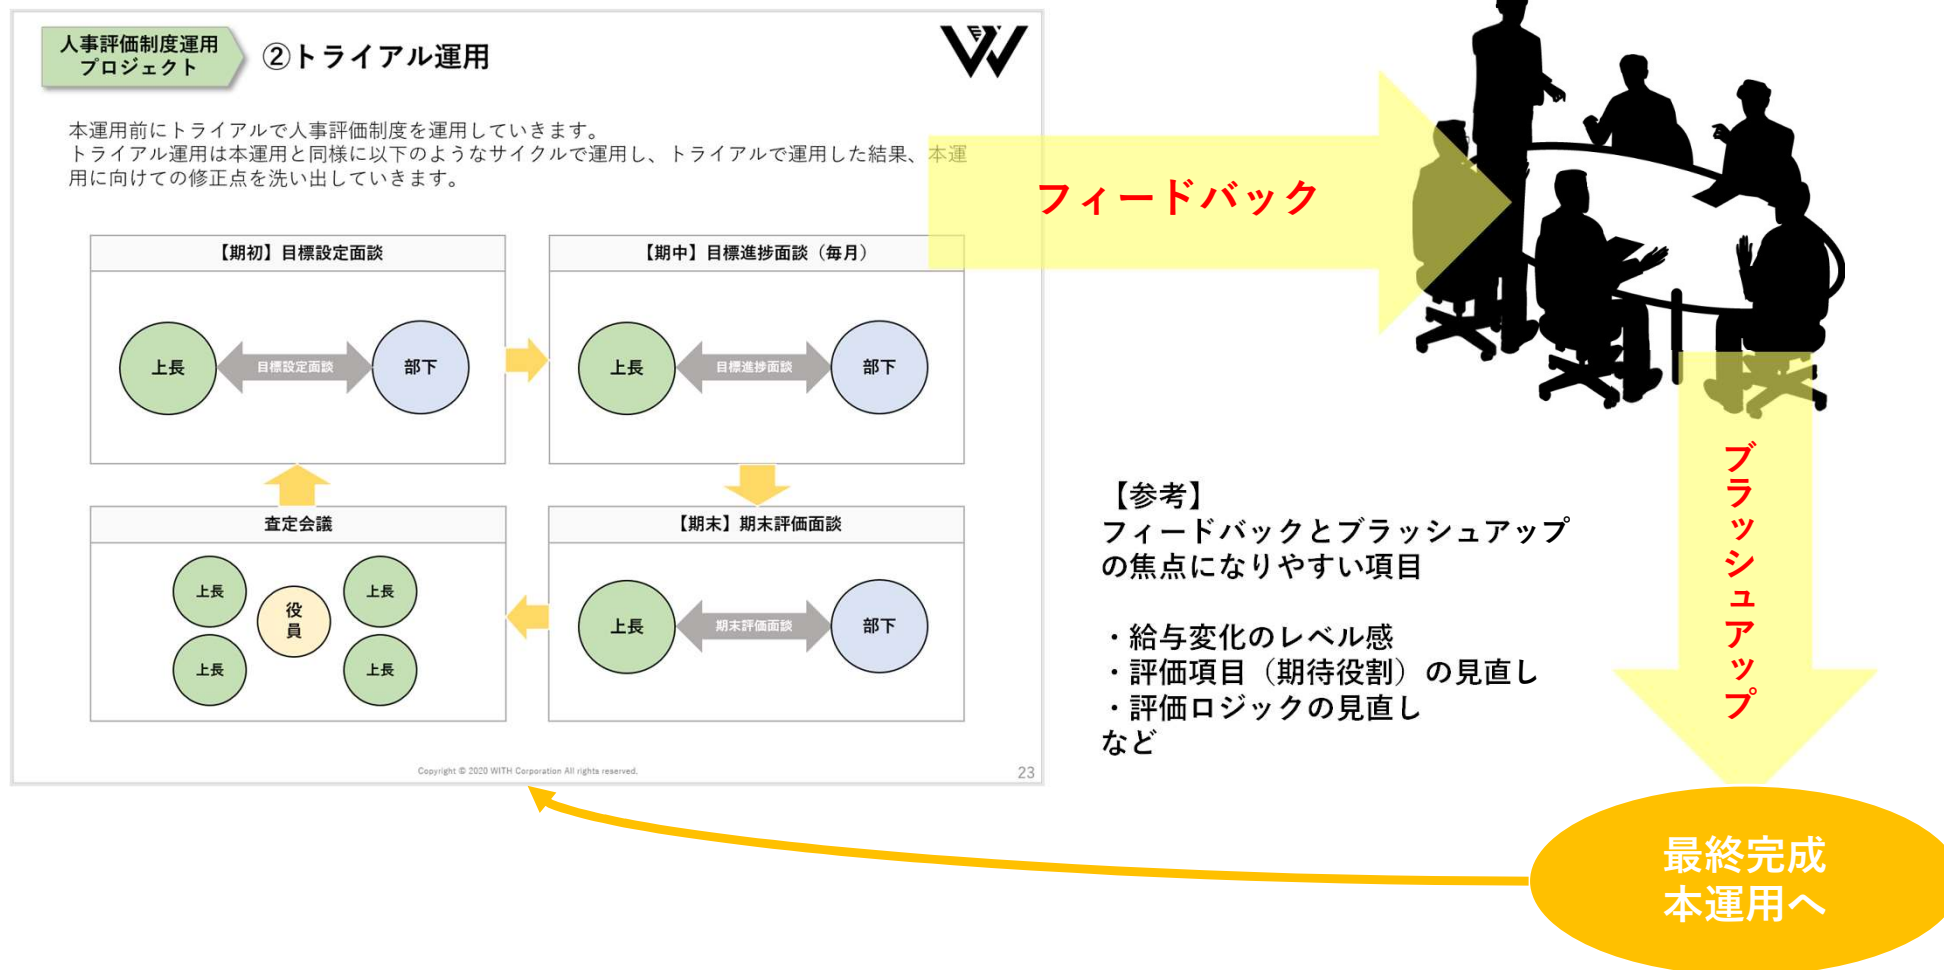 人事評価制度運用
プロジェクト
②トライアル運用
WEV
本運用前にトライアルで人事評価制度を運用していきます。
トライアル運用は本運用と同様に以下のようなサイクルで運用し、トライアルで運用した結果、本運
用に向けての修正点を洗い出していきます。
フィードバック
【期初】目標設定面談
上長
目標設定面談
部下
【期中】目標進捗面談（毎月）
上長
目標進捗面談
部下
【期末】期末評価面談
上長
期末評価面談
部下
査定会議
上長
上長
役
員
上長
上長
Copyright © 2020 WITH Corporation All rights reserved.
23
【参考】
フィードバックとブラッシュアップ
の焦点になりやすい項目
・給与変化のレベル感
・評価項目（期待役割）の見直し
・評価ロジックの見直し
など
ブラッシュアップ
最終完成
本運用へ